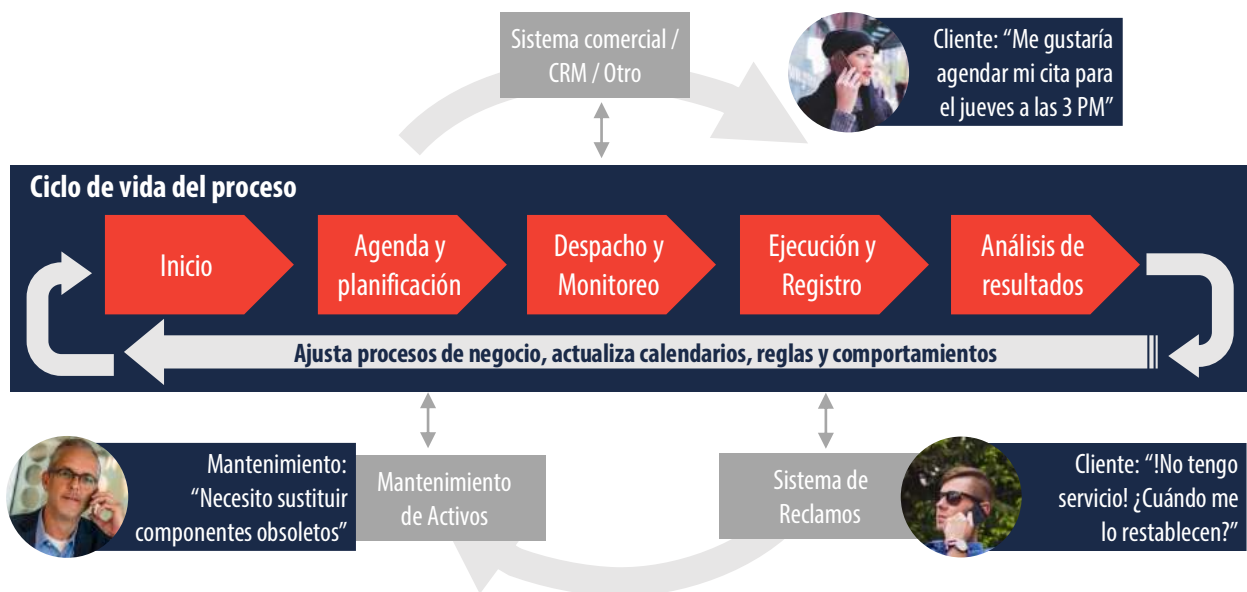 Sistema comercial /
CRM / Otro
Cliente: “Me gustaría
agendar mi cita para
el jueves a las 3 PM”
Ciclo de vida del proceso
Inicio
Agenda y
planificación
Despacho y
Monitoreo
Ejecución y
Registro
Análisis de
resultados
Ajusta procesos de negocio, actualiza calendarios, reglas y comportamientos
Mantenimiento:
“Necesito sustituir
componentes obsoletos”
Mantenimiento
de Activos
Sistema de
Reclamos
Cliente: “!No tengo
servicio! ¿Cuándo me
lo restablecen?”